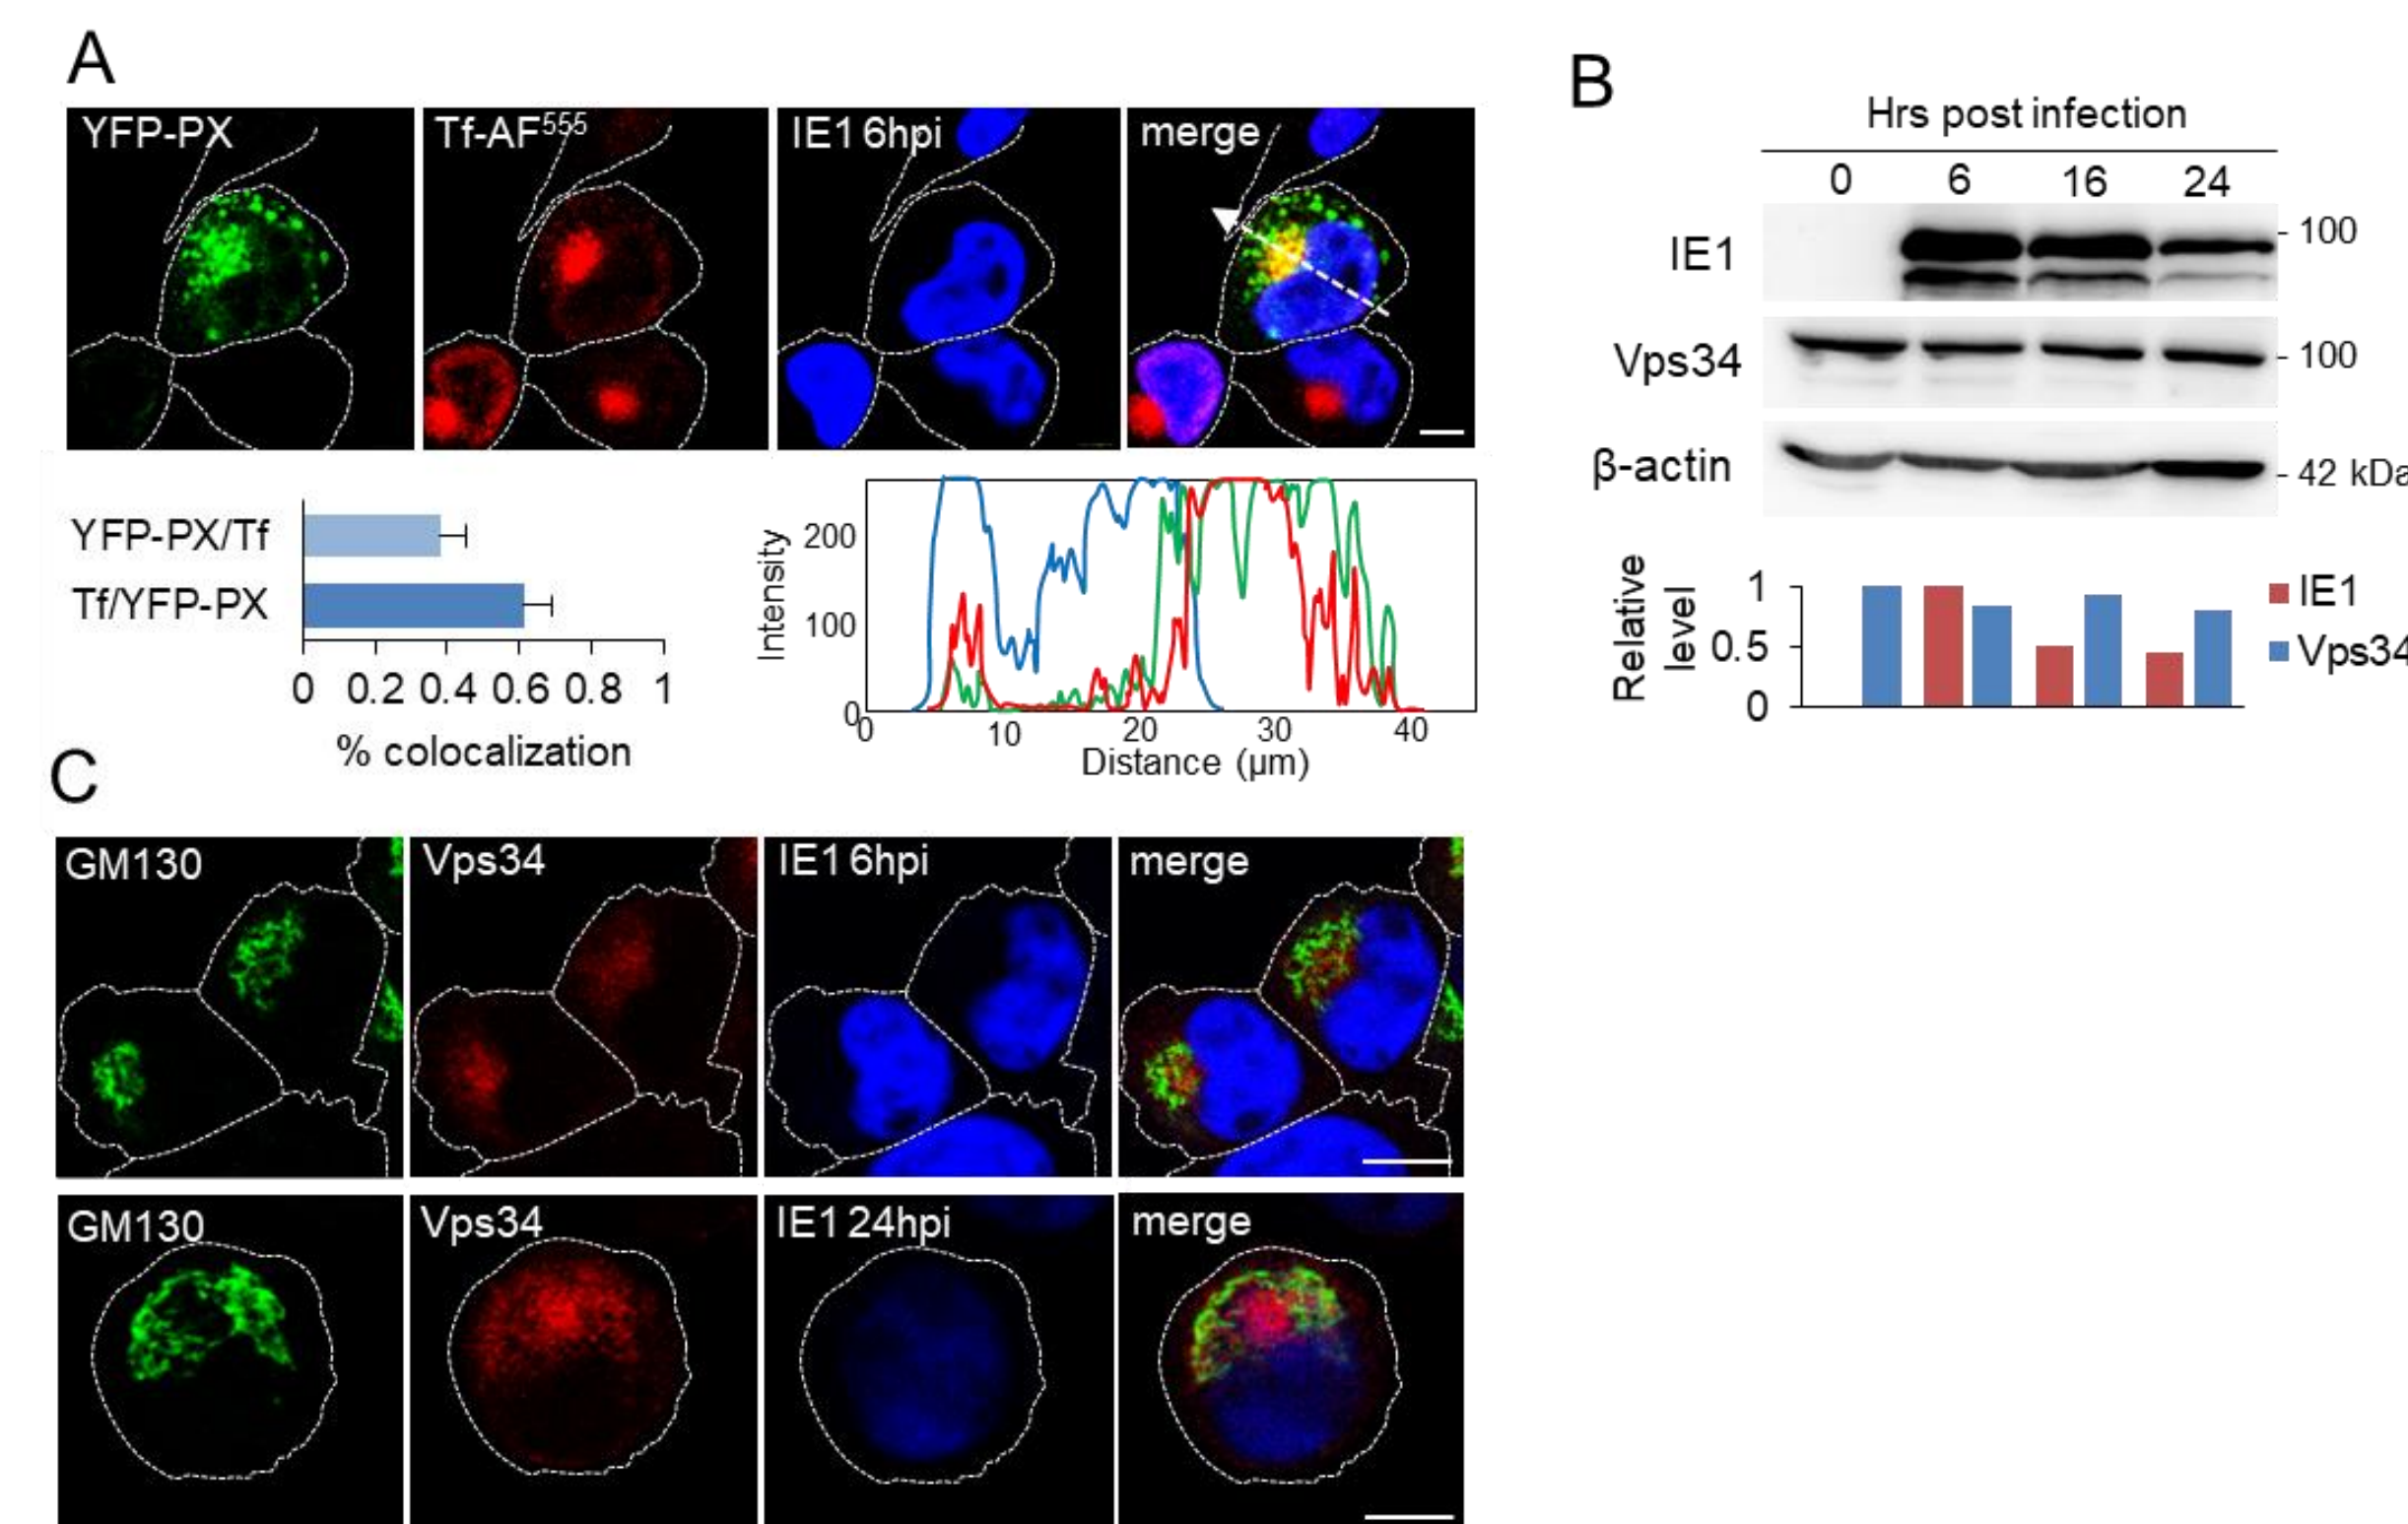 A
YFP-PX
Tf-AF555
IE1 6hpi
merge
YFP-PX/Tf
Tf/YFP-PX
0 0.2 0.4 0.6 0.8 1
% colocalization
Intensity
200
100
0
0 10 20 30 40
Distance (µm)
B
Hrs post infection
0 6 16 24
IE1
- 100
Vps34
- 100
β-actin
- 42 kDa
Relative
level
1
0.5
0
IE1
Vps34
C
GM130
Vps34
IE1 6hpi
merge
GM130
Vps34
IE1 24hpi
merge